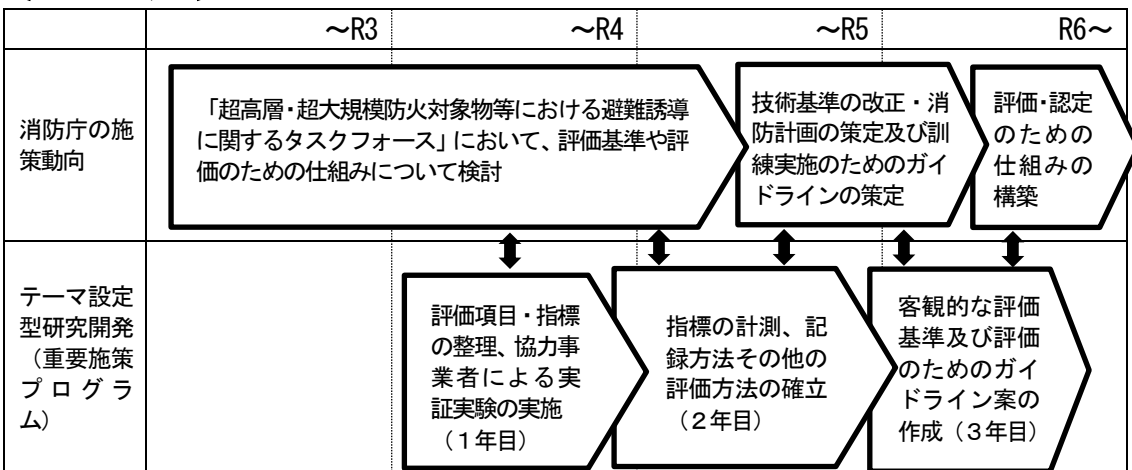 ～R3
～R4
～R5
R6～
消防庁の施
策動向
「超高層・超大規模防火対象物等における避難誘導
に関するタスクフォース」において、評価基準や評
価のための仕組みについて検討
技術基準の改正・消
防計画の策定及び訓
練実施のためのガイ
ドラインの策定
評価・認定
のための
仕組みの
構築
テーマ設定
型研究開発
（重要施策
プログラ
ム）
評価項目・指標
の整理、協力事
業者による実
証実験の実施
（１年目）
指標の計測、記
録方法その他の
評価方法の確立
（２年目）
客観的な評価
基準及び評価
のためのガイ
ドライン案の
作成（３年目）